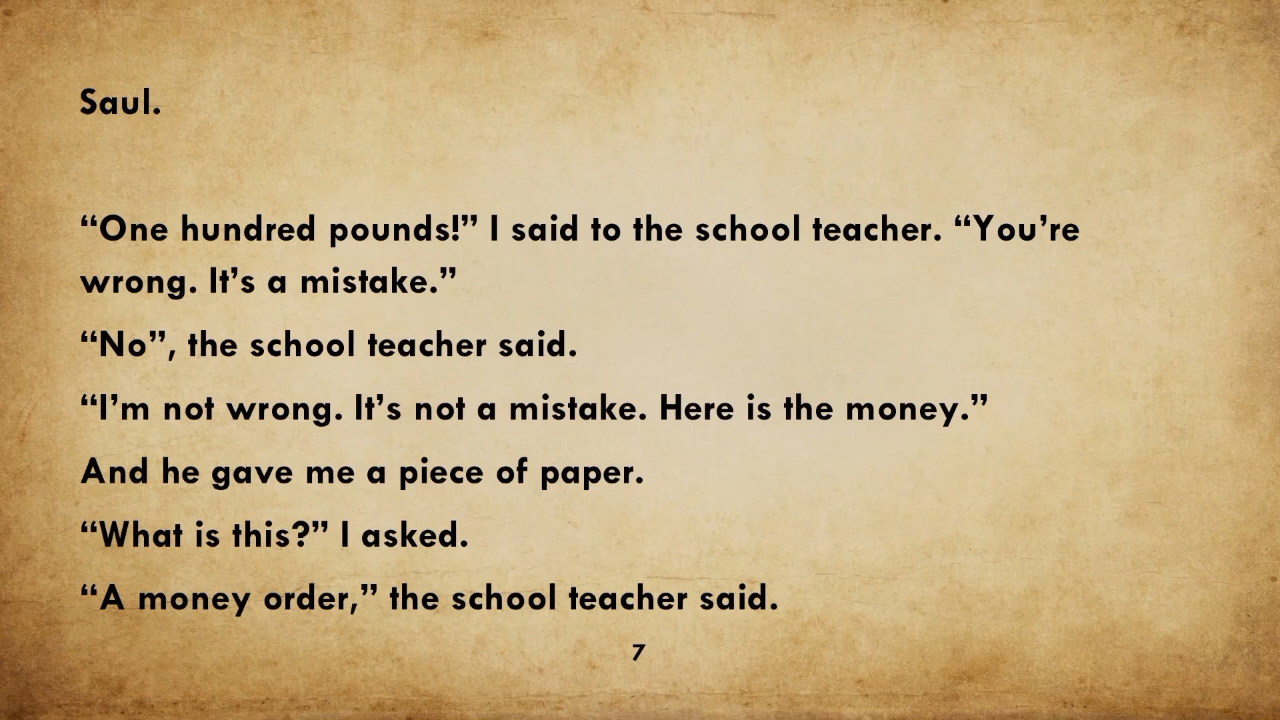 Saul.
“One hundred pounds!” I said to the school teacher. “You’re
wrong. It’s a mistake.”
“No”, the school teacher said.
“I’m not wrong. It’s not a mistake. Here is the money.”
And he gave me a piece of paper.
“What is this?” I asked.
“A money order,” the school teacher said.
7